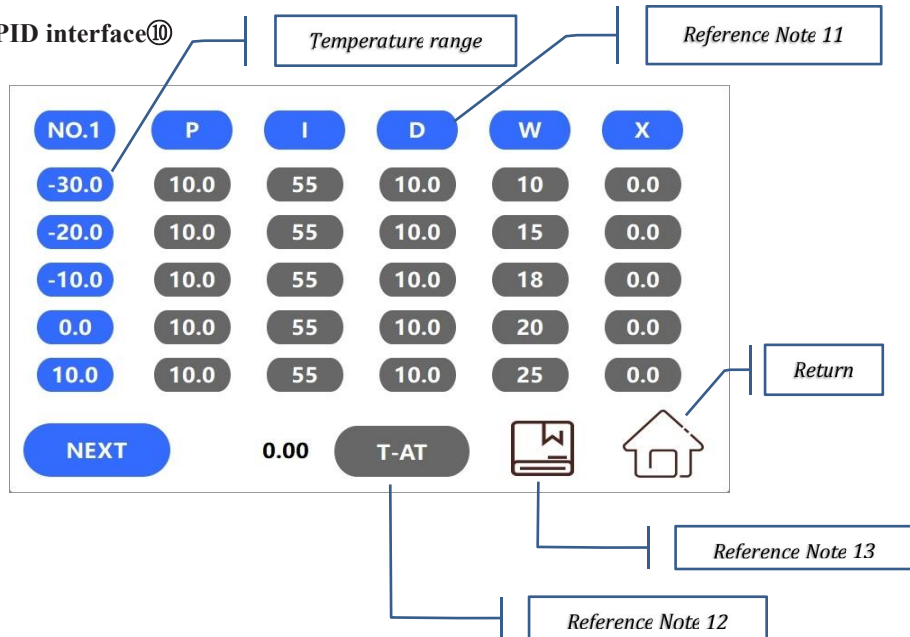 PID interface⑩
Temperature range
Reference Note 11
NO.1 P I D W X
-30.0 10.0 55 10.0 10 0.0
-20.0 10.0 55 10.0 15 0.0
-10.0 10.0 55 10.0 18 0.0
0.0 10.0 55 10.0 20 0.0
10.0 10.0 55 10.0 25 0.0
Return
NEXT 0.00 T-AT
Reference Note 13
Reference Note 12